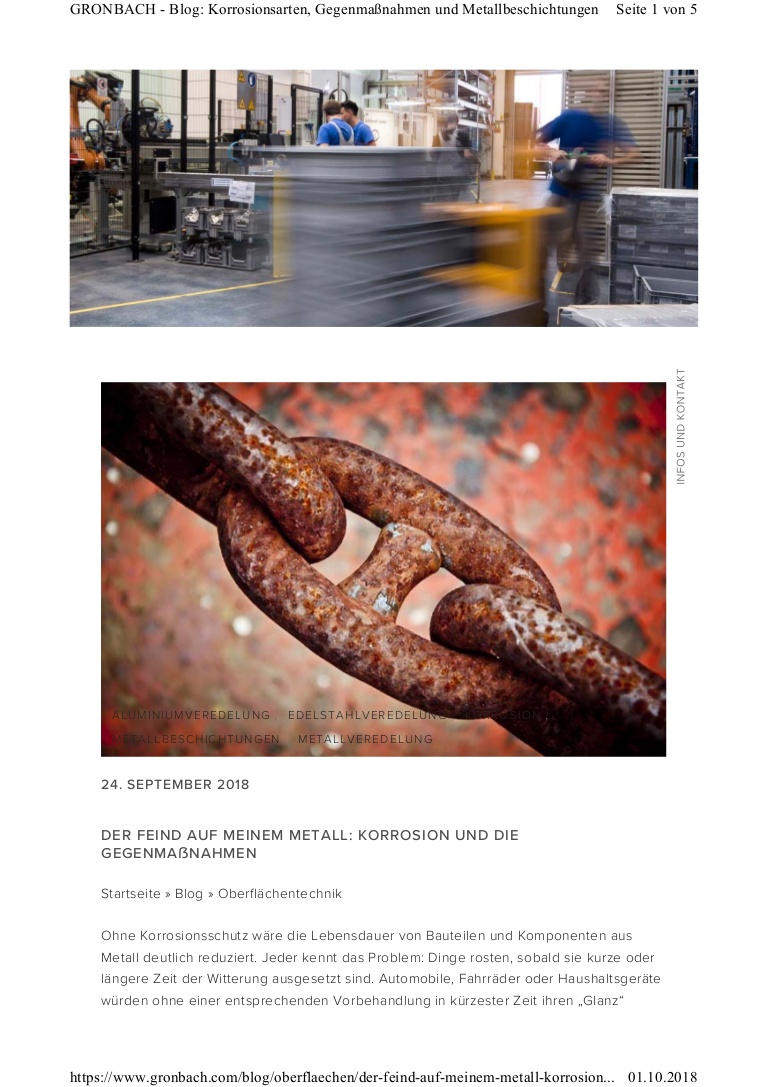 GRONBACH - Blog: Korrosionsarten, Gegenmaßnahmen und Metallbeschichtungen Seite 1 von 5
INFOS UND KONTAKT
ALUMINIUMVEREDELUNG EDELSTAHLVEREDELUNG KORROSION
METALLBESCHICHTUNGEN METALLVEREDELUNG
24. SEPTEMBER 2018
DER FEIND AUF MEINEM METALL: KORROSION UND DIE
GEGENMAßNAHMEN
Startseite » Blog » Oberflächentechnik
Ohne Korrosionsschutz wäre die Lebensdauer von Bauteilen und Komponenten aus
Metall deutlich reduziert. Jeder kennt das Problem: Dinge rosten, sobald sie kurze oder
längere Zeit der Witterung ausgesetzt sind. Automobile, Fahrräder oder Haushaltsgeräte
würden ohne einer entsprechenden Vorbehandlung in kürzester Zeit ihren „Glanz“
https://www.gronbach.com/blog/oberflaechen/der-feind-auf-meinem-metall-korrosion... 01.10.2018